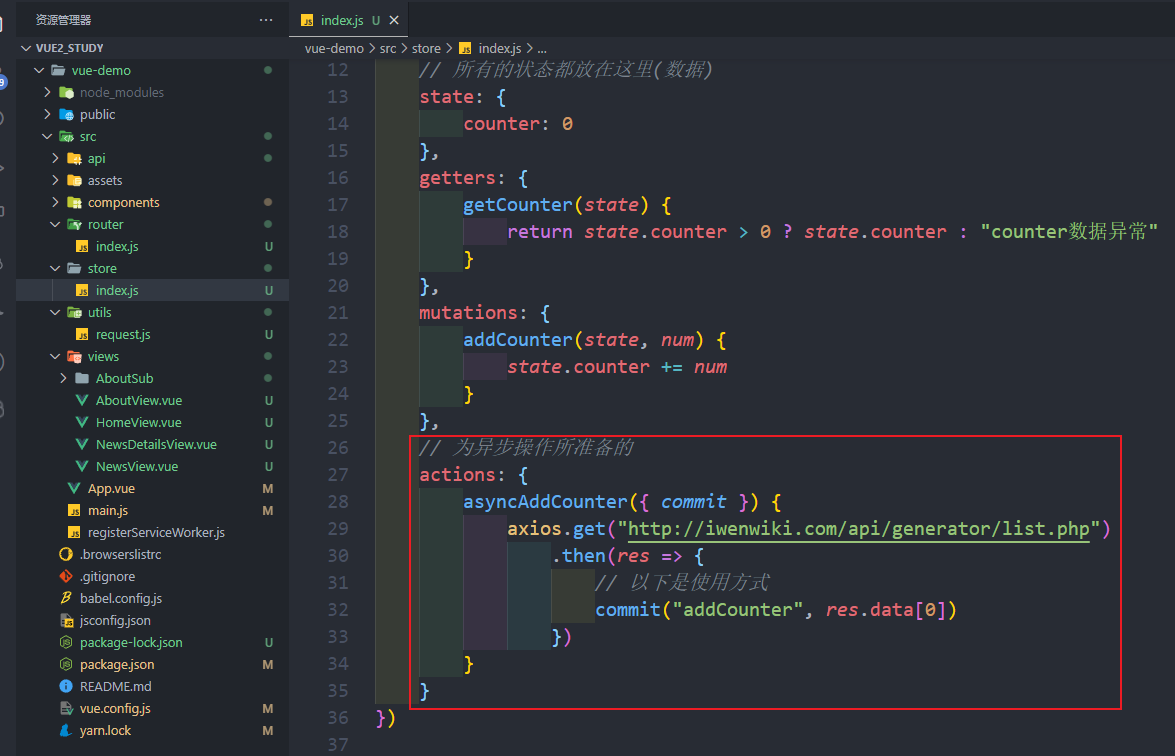 资源管理器
VUE2_STUDY
vue-demo
node_modules
public
src
api
assets
components
router
index.js U
store
index.js U
utils
request.js U
views
AboutSub
AboutView.vue U
HomeView.vue U
NewsDetailsView.vue U
NewsView.vue U
App.vue M
main.js M
registerServiceWorker.js
.browserslistrc
.gitignore
babel.config.js
jsconfig.json
package-lock.json U
package.json M
README.md
vue.config.js M
yarn.lock M
JS index.js U ×
vue-demo > src > store > JS index.js > ...
12 // 所有的状态都放在这里(数据)
13 state: {
14 counter: 0
15 },
16 getters: {
17 getCounter(state) {
18 return state.counter > 0 ? state.counter : "counter数据异常"
19 }
20 },
21 mutations: {
22 addCounter(state, num) {
23 state.counter += num
24 }
25 },
26 // 为异步操作所准备的
27 actions: {
28 asyncAddCounter({ commit }) {
29 axios.get("http://iwenwiki.com/api/generator/list.php")
30 .then(res => {
31 // 以下是使用方式
32 commit("addCounter", res.data[0])
33 })
34 }
35 }
36 })
37